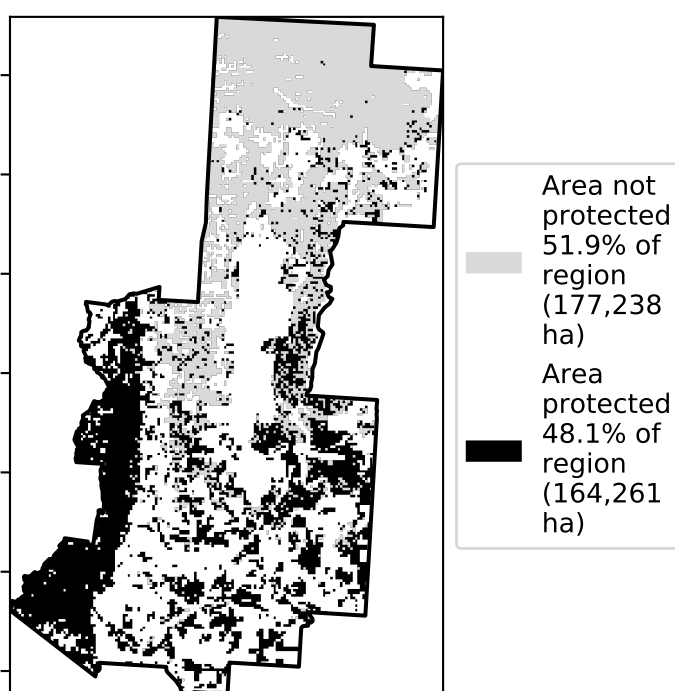 Area not
protected
51.9% of
region
(177,238
ha)
Area
protected
48.1% of
region
(164,261
ha)